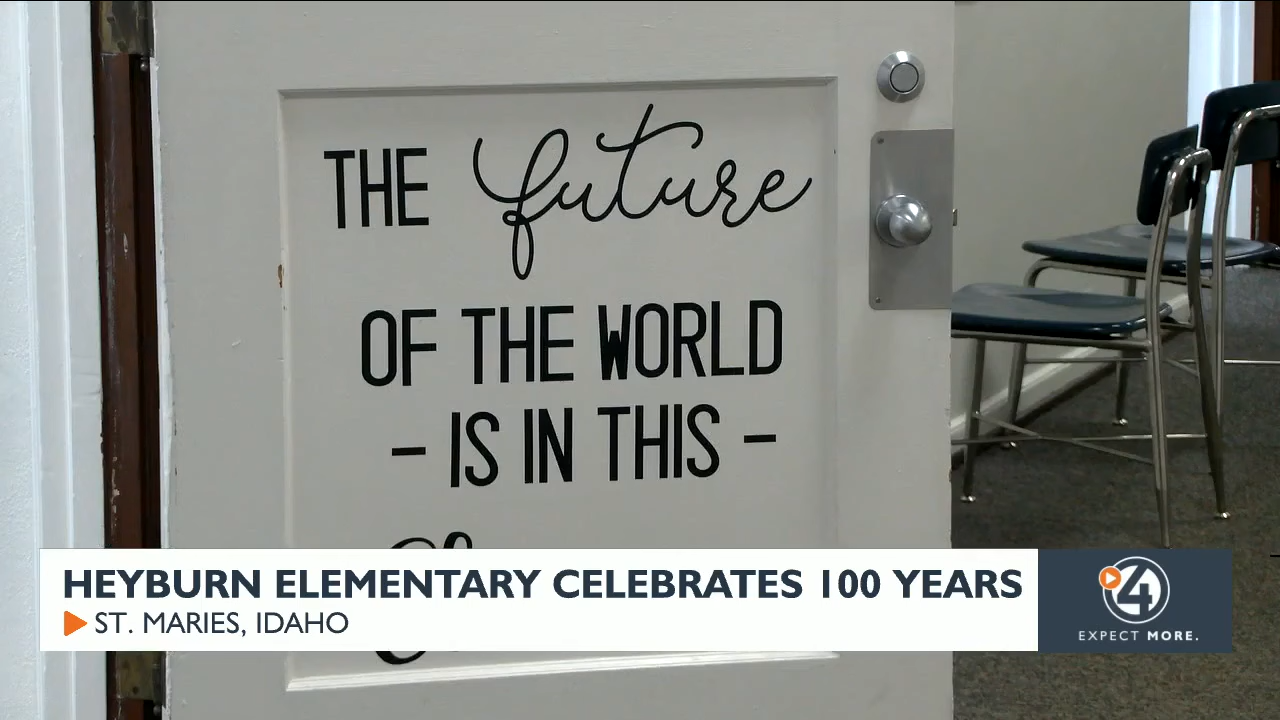 THE future
OF THE WORLD
- IS IN THIS -
HEYBURN ELEMENTARY CELEBRATES 100 YEARS
ST. MARIES, IDAHO
4
EXPECT MORE.